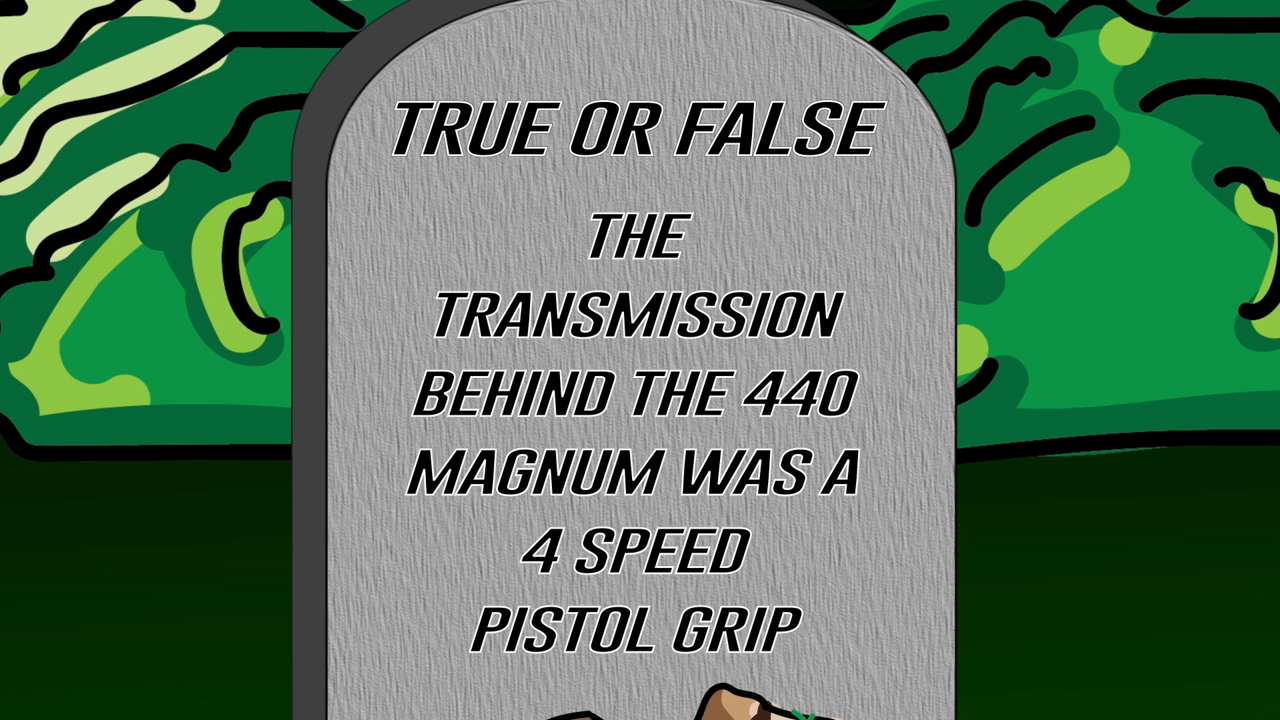 TRUE OR FALSE
THE
TRANSMISSION
BEHIND THE 440
MAGNUM WAS A
4 SPEED
PISTOL GRIP